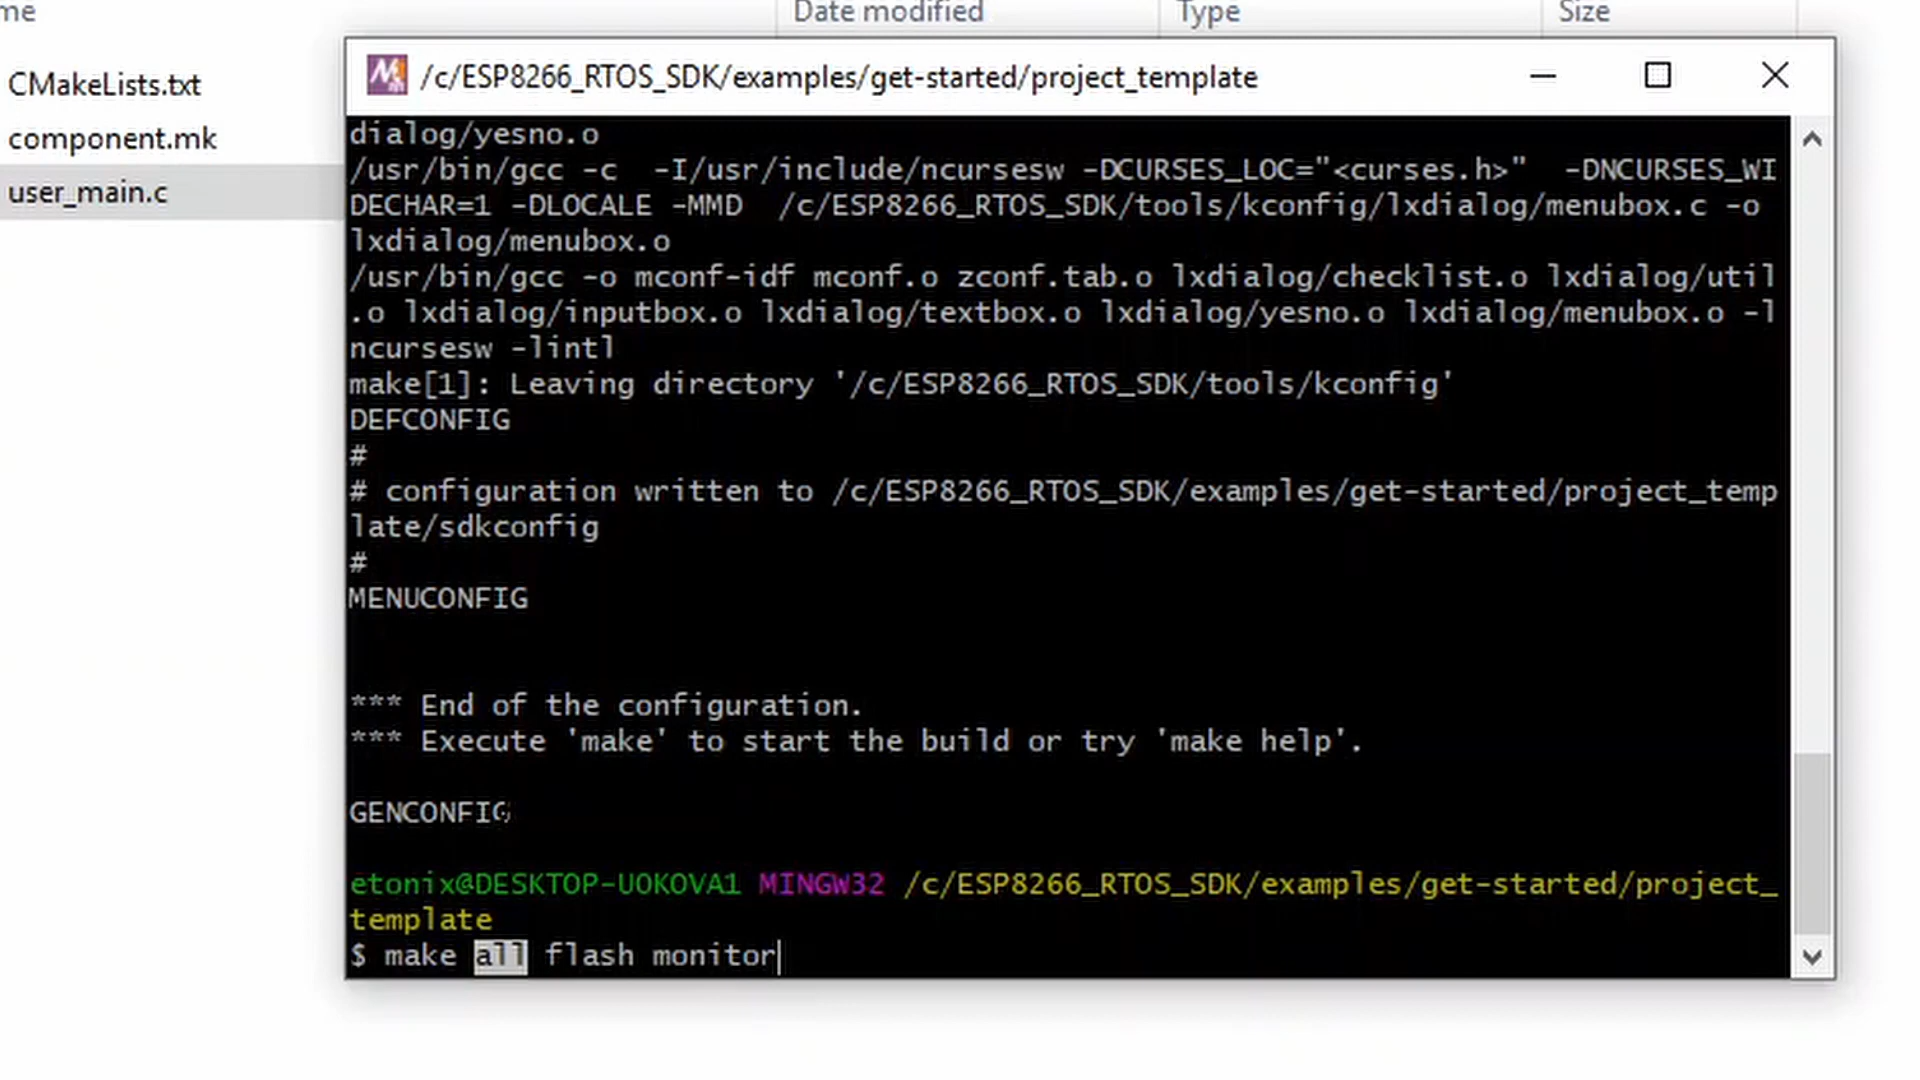 me Date modified Type Size
CMakeLists.txt
component.mk
user_main.c
/c/ESP8266_RTOS_SDK/examples/get-started/project_template
dialog/yesno.o
/usr/bin/gcc -c  -I/usr/include/ncursesw -DCURSES_LOC="<curses.h>"  -DNCURSES_WI
DECHAR=1 -DLOCALE -MMD  /c/ESP8266_RTOS_SDK/tools/kconfig/lxdialog/menubox.c -o
lxdialog/menubox.o
/usr/bin/gcc -o mconf-idf mconf.o zconf.tab.o lxdialog/checklist.o lxdialog/util
.o lxdialog/inputbox.o lxdialog/textbox.o lxdialog/yesno.o lxdialog/menubox.o -l
ncursesw -lintl
make[1]: Leaving directory '/c/ESP8266_RTOS_SDK/tools/kconfig'
DEFCONFIG
#
# configuration written to /c/ESP8266_RTOS_SDK/examples/get-started/project_temp
late/sdkconfig
#
MENUCONFIG
*** End of the configuration.
*** Execute 'make' to start the build or try 'make help'.
GENCONFIG
etonix@DESKTOP-UOKOVA1 MINGW32 /c/ESP8266_RTOS_SDK/examples/get-started/project_
template
$ make all flash monitor